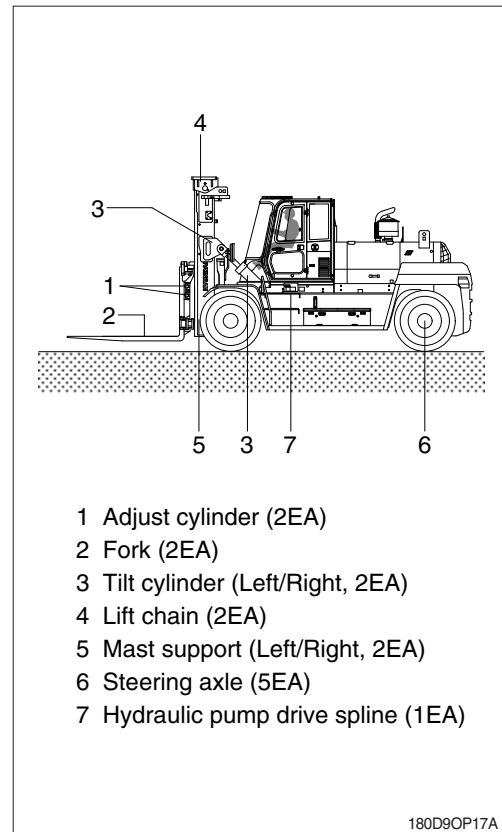 4
3
1
2
5 3 7 6
1 Adjust cylinder (2EA)
2 Fork (2EA)
3 Tilt cylinder (Left/Right, 2EA)
4 Lift chain (2EA)
5 Mast support (Left/Right, 2EA)
6 Steering axle (5EA)
7 Hydraulic pump drive spline (1EA)
180D9OP17A